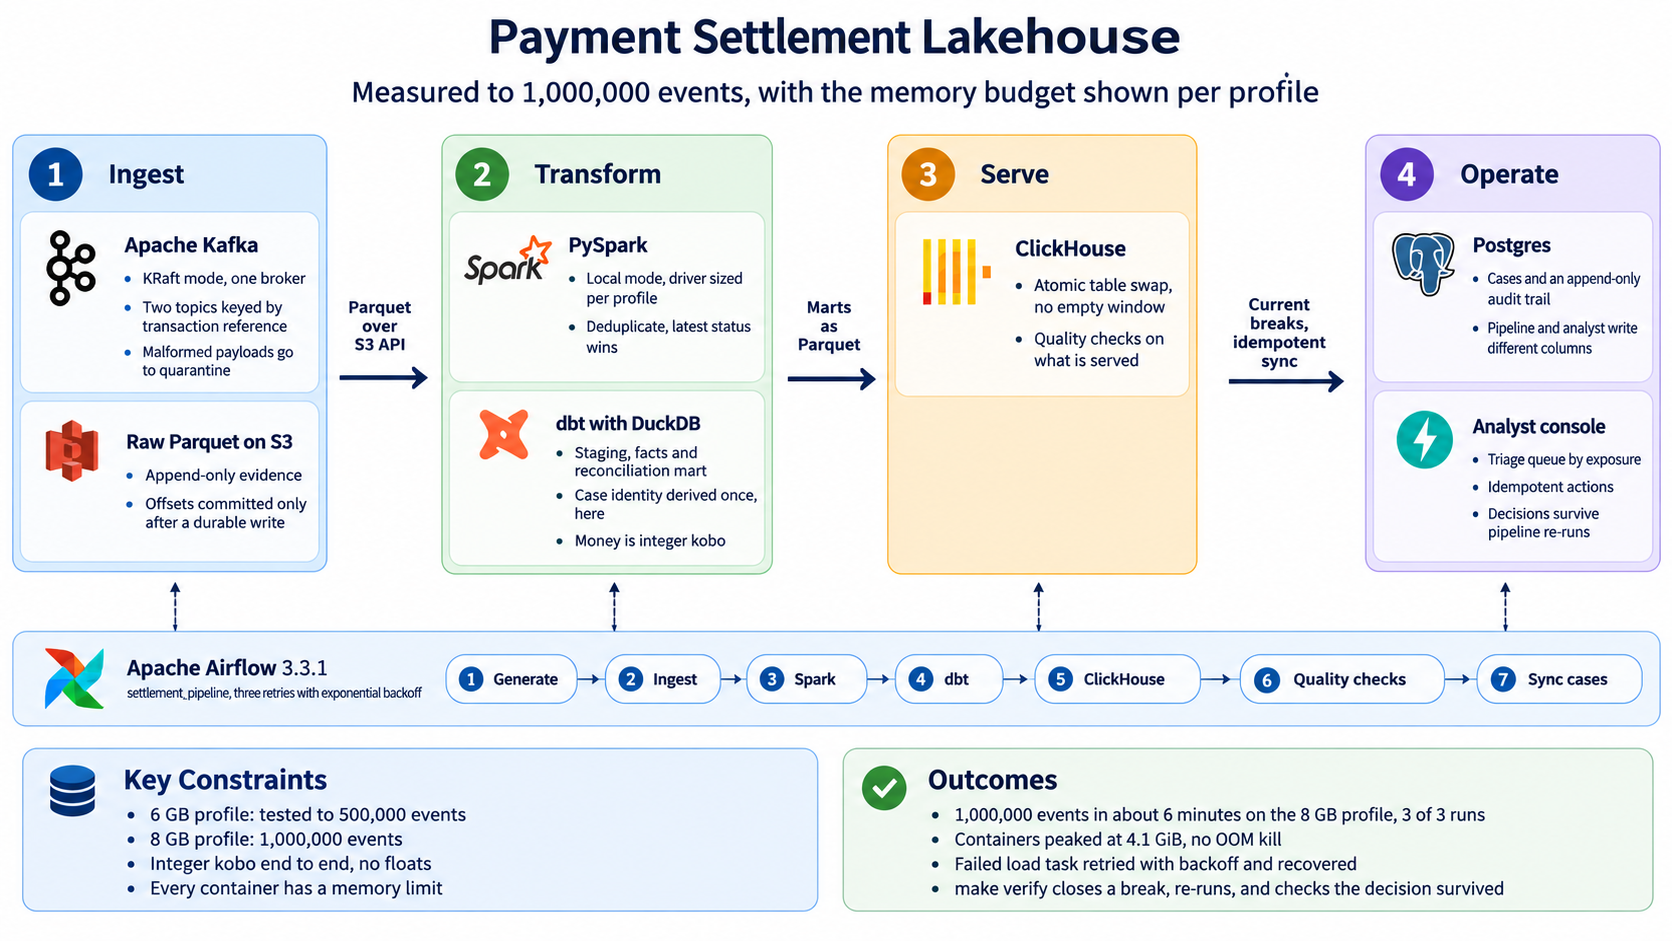 Payment Settlement Lakehouse
Measured to 1,000,000 events, with the memory budget shown per profile
1 Ingest
Apache Kafka
• KRaft mode, one broker
• Two topics keyed by
transaction reference
• Malformed payloads go
to quarantine
Raw Parquet on S3
• Append-only evidence
• Offsets committed only
after a durable write
Parquet
over
S3 API
2 Transform
Spark
PySpark
• Local mode, driver sized
per profile
• Deduplicate, latest status
wins
dbt with DuckDB
• Staging, facts and
reconciliation mart
• Case identity derived once,
here
• Money is integer kobo
Marts
as
Parquet
3 Serve
ClickHouse
• Atomic table swap,
no empty window
• Quality checks on
what is served
Current
breaks,
idempotent
sync
4 Operate
Postgres
• Cases and an append-only
audit trail
• Pipeline and analyst write
different columns
Analyst console
• Triage queue by exposure
• Idempotent actions
• Decisions survive
pipeline re-runs
Apache Airflow 3.3.1
settlement_pipeline, three retries with exponential backoff
1 Generate
2 Ingest
3 Spark
4 dbt
5 ClickHouse
6 Quality checks
7 Sync cases
Key Constraints
• 6 GB profile: tested to 500,000 events
• 8 GB profile: 1,000,000 events
• Integer kobo end to end, no floats
• Every container has a memory limit
Outcomes
• 1,000,000 events in about 6 minutes on the 8 GB profile, 3 of 3 runs
• Containers peaked at 4.1 GiB, no OOM kill
• Failed load task retried with backoff and recovered
• make verify closes a break, re-runs, and checks the decision survived